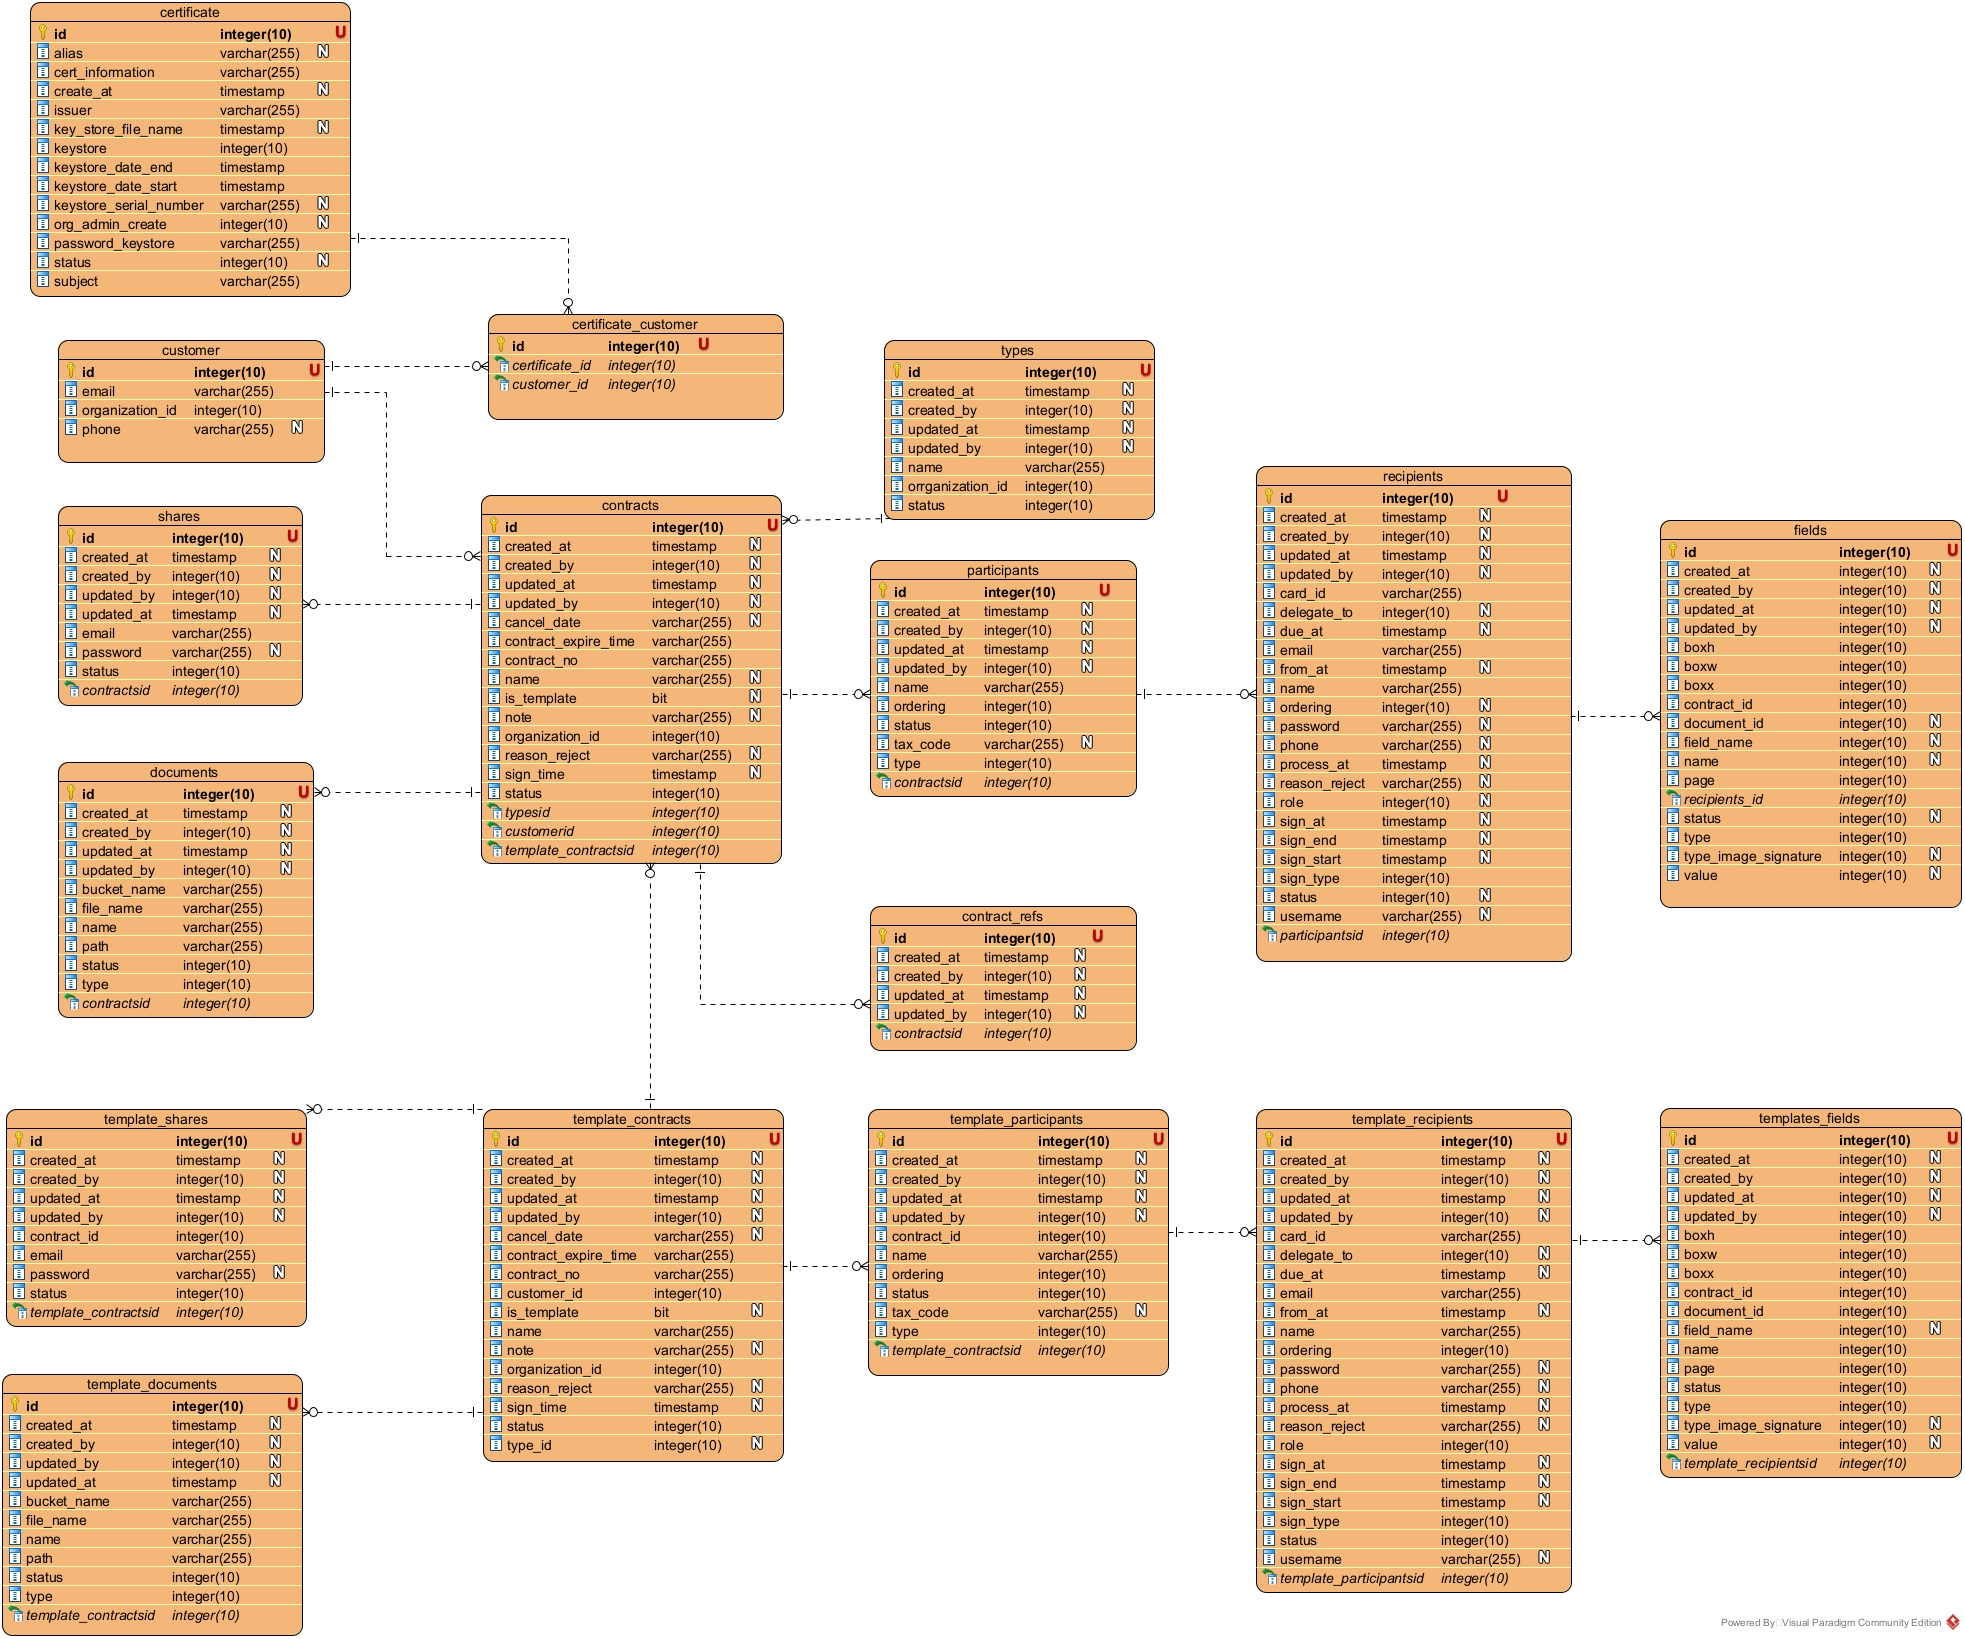 certificate
id integer(10) U
alias varchar(255) N
cert_information varchar(255)
create_at timestamp N
issuer varchar(255)
key_store_file_name timestamp N
keystore integer(10)
keystore_date_end timestamp
keystore_date_start timestamp
keystore_serial_number varchar(255) N
org_admin_create integer(10) N
password_keystore varchar(255)
status integer(10) N
subject varchar(255)
certificate_customer
id integer(10) U
certificate_id integer(10)
customer_id integer(10)
customer
id integer(10) U
email varchar(255)
organization_id integer(10)
phone varchar(255) N
types
id integer(10) U
created_at timestamp N
created_by integer(10) N
updated_at timestamp N
updated_by integer(10) N
name varchar(255)
orrganization_id integer(10)
status integer(10)
shares
id integer(10) U
created_at timestamp N
created_by integer(10) N
updated_by integer(10) N
updated_at timestamp N
email varchar(255)
password varchar(255) N
status integer(10)
contractsid integer(10)
contracts
id integer(10) U
created_at timestamp N
created_by integer(10) N
updated_at timestamp N
updated_by integer(10) N
cancel_date varchar(255) N
contract_expire_time varchar(255)
contract_no varchar(255)
name varchar(255) N
is_template bit N
note varchar(255) N
organization_id integer(10)
reason_reject varchar(255) N
sign_time timestamp N
status integer(10)
typesid integer(10)
customerid integer(10)
template_contractsid integer(10)
participants
id integer(10) U
created_at timestamp N
created_by integer(10) N
updated_at timestamp N
updated_by integer(10) N
name varchar(255)
ordering integer(10)
status integer(10)
tax_code varchar(255) N
type integer(10)
contractsid integer(10)
recipients
id integer(10) U
created_at timestamp N
created_by integer(10) N
updated_at timestamp N
updated_by integer(10) N
card_id varchar(255)
delegate_to integer(10) N
due_at timestamp N
email varchar(255)
from_at timestamp N
name varchar(255)
ordering integer(10) N
password varchar(255) N
phone varchar(255) N
process_at timestamp N
reason_reject varchar(255) N
role integer(10) N
sign_at timestamp N
sign_end timestamp N
sign_start timestamp N
sign_type integer(10)
status integer(10) N
username varchar(255) N
participantsid integer(10)
fields
id integer(10) U
created_at integer(10) N
created_by integer(10) N
updated_at integer(10) N
updated_by integer(10) N
boxh integer(10)
boxw integer(10)
boxx integer(10)
contract_id integer(10)
document_id integer(10) N
field_name integer(10) N
name integer(10) N
page integer(10)
recipients_id integer(10)
status integer(10) N
type integer(10)
type_image_signature integer(10) N
value integer(10) N
documents
id integer(10) U
created_at timestamp N
created_by integer(10) N
updated_at timestamp N
updated_by integer(10) N
bucket_name varchar(255)
file_name varchar(255)
name varchar(255)
path varchar(255)
status integer(10)
type integer(10)
contractsid integer(10)
contract_refs
id integer(10) U
created_at timestamp N
created_by integer(10) N
updated_at timestamp N
updated_by integer(10) N
contractsid integer(10)
template_shares
id integer(10) U
created_at timestamp N
created_by integer(10) N
updated_at timestamp N
updated_by integer(10) N
contract_id integer(10)
email varchar(255)
password varchar(255) N
status integer(10)
template_contractsid integer(10)
template_contracts
id integer(10) U
created_at timestamp N
created_by integer(10) N
updated_at timestamp N
updated_by integer(10) N
cancel_date varchar(255) N
contract_expire_time varchar(255)
contract_no varchar(255)
customer_id integer(10)
is_template bit N
name varchar(255)
note varchar(255) N
organization_id integer(10)
reason_reject varchar(255) N
sign_time timestamp N
status integer(10)
type_id integer(10) N
template_participants
id integer(10) U
created_at timestamp N
created_by integer(10) N
updated_at timestamp N
updated_by integer(10) N
contract_id integer(10)
name varchar(255)
ordering integer(10)
status integer(10)
tax_code varchar(255) N
type integer(10)
template_contractsid integer(10)
template_recipients
id integer(10) U
created_at timestamp N
created_by integer(10) N
updated_at timestamp N
updated_by integer(10) N
card_id varchar(255)
delegate_to integer(10) N
due_at timestamp N
email varchar(255)
from_at timestamp N
name varchar(255)
ordering integer(10)
password varchar(255) N
phone varchar(255) N
process_at timestamp N
reason_reject varchar(255) N
role integer(10)
sign_at timestamp N
sign_end timestamp N
sign_start timestamp N
sign_type integer(10)
status integer(10)
username varchar(255) N
template_participantsid integer(10)
templates_fields
id integer(10) U
created_at integer(10) N
created_by integer(10) N
updated_at integer(10) N
updated_by integer(10) N
boxh integer(10)
boxw integer(10)
boxx integer(10)
contract_id integer(10)
document_id integer(10)
field_name integer(10) N
name integer(10)
page integer(10)
status integer(10)
type integer(10)
type_image_signature integer(10) N
value integer(10) N
template_recipientsid integer(10)
template_documents
id integer(10) U
created_at timestamp N
created_by integer(10) N
updated_by integer(10) N
updated_at timestamp N
bucket_name varchar(255)
file_name varchar(255)
name varchar(255)
path varchar(255)
status integer(10)
type integer(10)
template_contractsid integer(10)
Powered By Visual Paradigm Community Edition